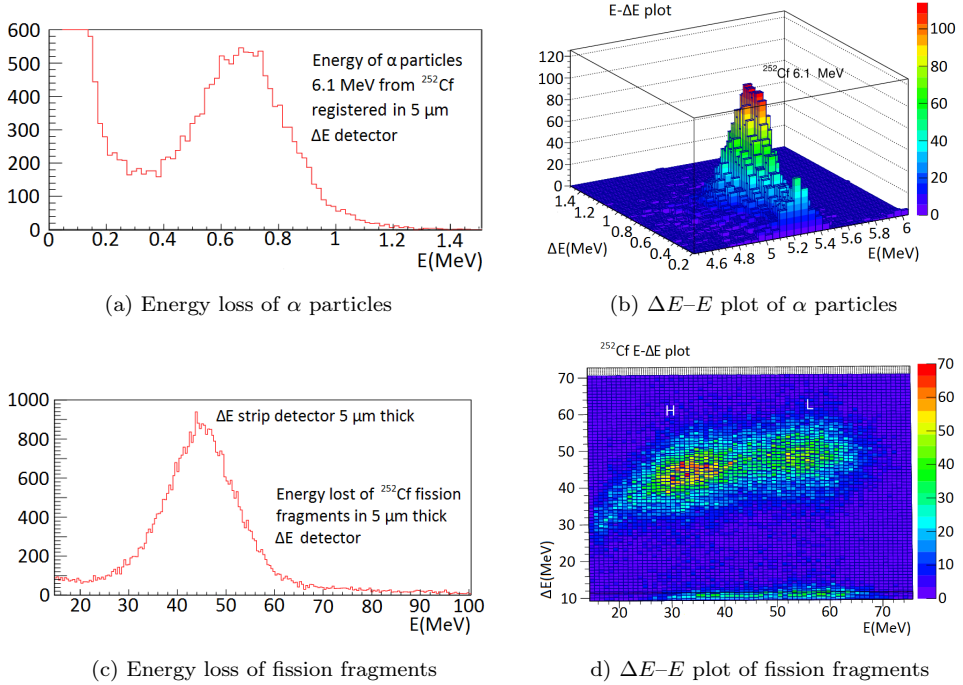 600
500
400
300
200
100
0
Energy of α particles
6.1 MeV from ²⁵²Cf
registered in 5 μm
ΔE detector
0 0.2 0.4 0.6 0.8 1 1.2 1.4
E(MeV)
(a) Energy loss of α particles
E-ΔE plot
²⁵²Cf 6.1 MeV
120
100
80
60
40
20
0
1.4
1.2
1
0.8
0.6
0.4
0.2
ΔE(MeV)
4.6 4.8 5 5.2 5.4 5.6 5.8 6
E(MeV)
100
80
60
40
20
0
(b) ΔE–E plot of α particles
1000
800
600
400
200
0
ΔE strip detector 5 μm thick
Energy lost of ²⁵²Cf fission
fragments in 5 μm thick
ΔE detector
20 30 40 50 60 70 80 90 100
E(MeV)
(c) Energy loss of fission fragments
²⁵²Cf E-ΔE plot
H L
70
60
50
40
30
20
10
ΔE(MeV)
20 30 40 50 60 70
E(MeV)
70
60
50
40
30
20
10
0
d) ΔE–E plot of fission fragments